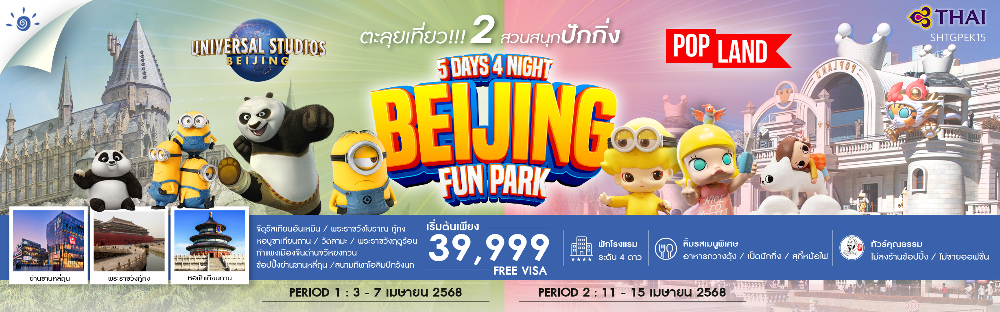 ตะลุยเที่ยว!!! 2 สวนสนุกปักกิ่ง
UNIVERSAL STUDIOS
BEIJING
5 DAYS 4 NIGHT
BEIJING
FUN PARK
POP
LAND
THAI
SHTGPEK15
POPLAND
NICE
TO
UNI
QLO
ย่านซานหลี่ถุน
พระราชวังกู้กง
หอฟ้าเทียนถาน
จัตุรัสเทียนอันเหมิน / พระราชวังโบราณ กู้กง
หอบูชาเทียนถาน / วัดลามะ / พระราชวังฤดูร้อน
กำแพงเมืองจีนด่านจวีหยงกวน
ช้อปปิ้งย่านซานหลี่ถุน /สนามกีฬาโอลิมปิกรังนก
เริ่มต้นเพียง
39,999
FREE VISA
พักโรงแรม
ระดับ 4 ดาว
ลิ้มรสเมนูพิเศษ
อาหารกวางตุ้ง / เป็ดปักกิ่ง / สุกี้หม้อไฟ
ทัวร์คุณธรรม
ไม่ลงร้านช้อปปิ้ง / ไม่ขายออฟชั่น
PERIOD 1 : 3 - 7 เมษายน 2568
PERIOD 2 : 11 - 15 เมษายน 2568